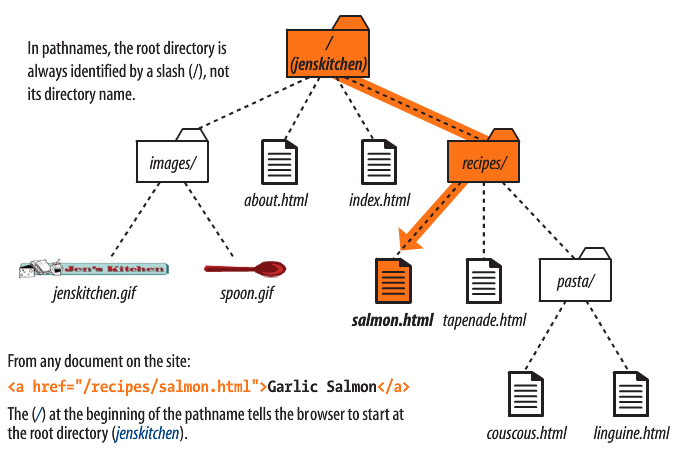 In pathnames, the root directory is
always identified by a slash (/), not
its directory name.
/
(jenskitchen)
images/
about.html
index.html
recipes/
Jen's Kitchen
jenskitchen.gif
spoon.gif
salmon.html
tapenade.html
pasta/
couscous.html
linguine.html
From any document on the site:
<a href="/recipes/salmon.html">Garlic Salmon</a>
The (/) at the beginning of the pathname tells the browser to start at
the root directory (jenskitchen).